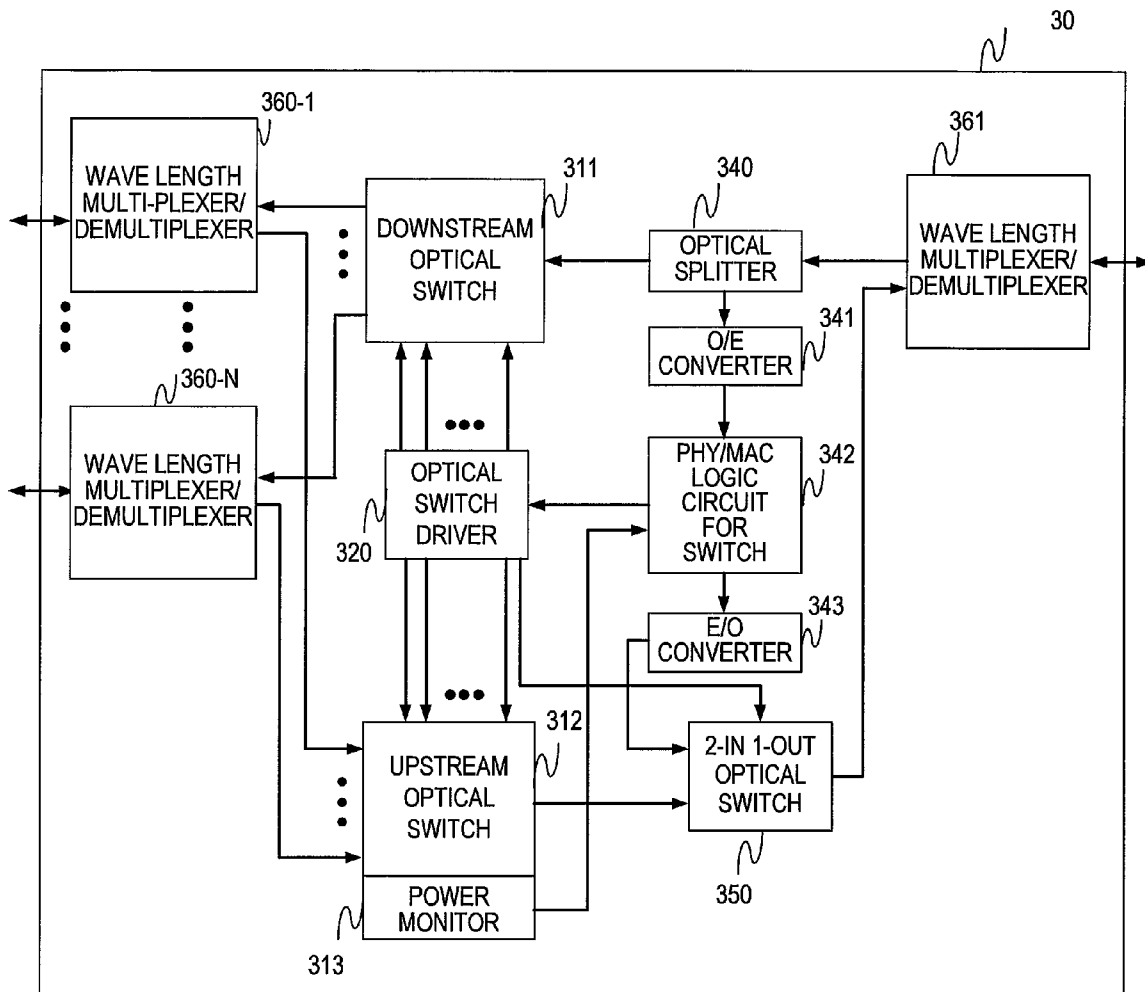 30
360-1
WAVE LENGTH
MULTI-PLEXER/
DEMULTIPLEXER
311
DOWNSTREAM
OPTICAL
SWITCH
340
OPTICAL
SPLITTER
361
WAVE LENGTH
MULTIPLEXER/
DEMULTIPLEXER
341
O/E
CONVERTER
360-N
WAVE LENGTH
MULTIPLEXER/
DEMULTIPLEXER
OPTICAL
SWITCH
DRIVER
320
PHY/MAC
LOGIC
CIRCUIT
FOR
SWITCH
342
E/O
CONVERTER
343
312
UPSTREAM
OPTICAL
SWITCH
2-IN 1-OUT
OPTICAL
SWITCH
350
POWER
MONITOR
313